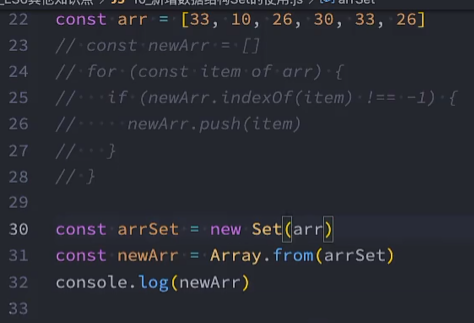 _ES6其他知识点 / JS 10_新增数据结构Set的使用.js / arrSet
22 const arr = [33, 10, 26, 30, 33, 26]
23 // const newArr = []
24 // for (const item of arr) {
25 //   if (newArr.indexOf(item) !== -1) {
26 //     newArr.push(item)
27 //   }
28 // }
29
30 const arrSet = new Set(arr)
31 const newArr = Array.from(arrSet)
32 console.log(newArr)
33